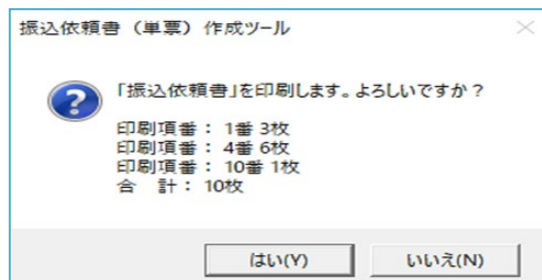 振込依頼書（単票）作成ツール
「振込依頼書」を印刷します。よろしいですか？
印刷項番： 1番 3枚
印刷項番： 4番 6枚
印刷項番： 10番 1枚
合　計： 10枚
はい(Y)
いいえ(N)